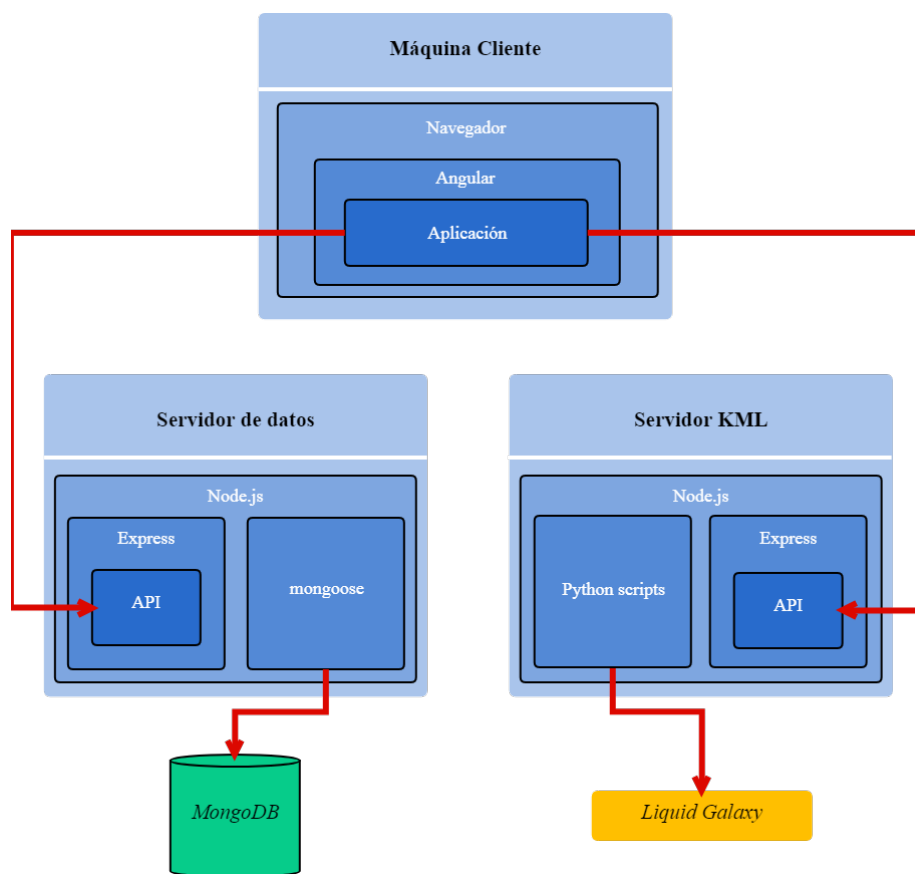 Máquina Cliente
Navegador
Angular
Aplicación
Servidor de datos
Node.js
Express
API
mongoose
MongoDB
Servidor KML
Node.js
Python scripts
Express
API
Liquid Galaxy